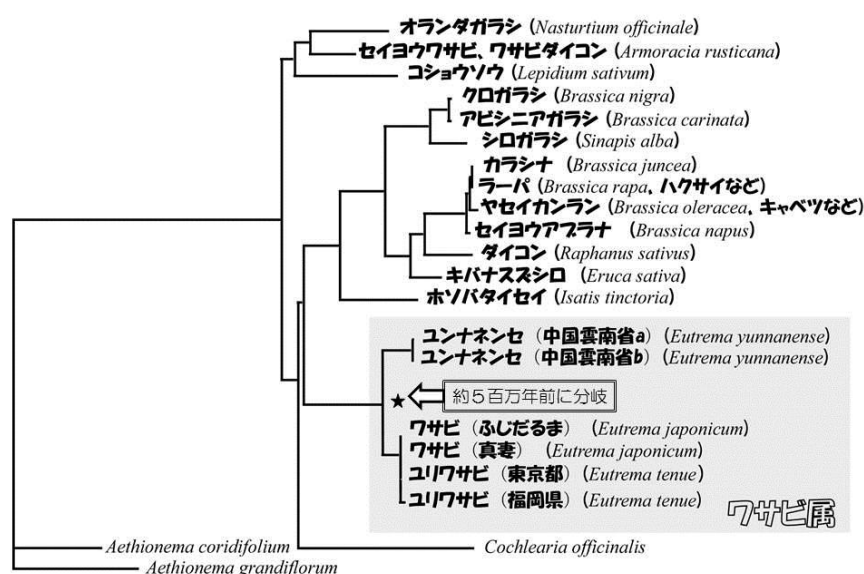 オランダガラシ (Nasturtium officinale)
セイヨウワサビ、ワサビダイコン (Armoracia rusticana)
コショウソウ (Lepidium sativum)
クロガラシ (Brassica nigra)
アビシニアガラシ (Brassica carinata)
シロガラシ (Sinapis alba)
カラシナ (Brassica juncea)
ラーパ (Brassica rapa、ハクサイなど)
ヤセイカンラン (Brassica oleracea、キャベツなど)
セイヨウアブラナ (Brassica napus)
ダイコン (Raphanus sativus)
キバナスズシロ (Eruca sativa)
ホソバタイセイ (Isatis tinctoria)
ユンナネンセ (中国雲南省a) (Eutrema yunnanense)
ユンナネンセ (中国雲南省b) (Eutrema yunnanense)
★ 約5百万年前に分岐
ワサビ (ふじだるま) (Eutrema japonicum)
ワサビ (真妻) (Eutrema japonicum)
ユリワサビ (東京都) (Eutrema tenue)
ユリワサビ (福岡県) (Eutrema tenue)
ワサビ属
Cochlearia officinalis
Aethionema coridifolium
Aethionema grandiflorum